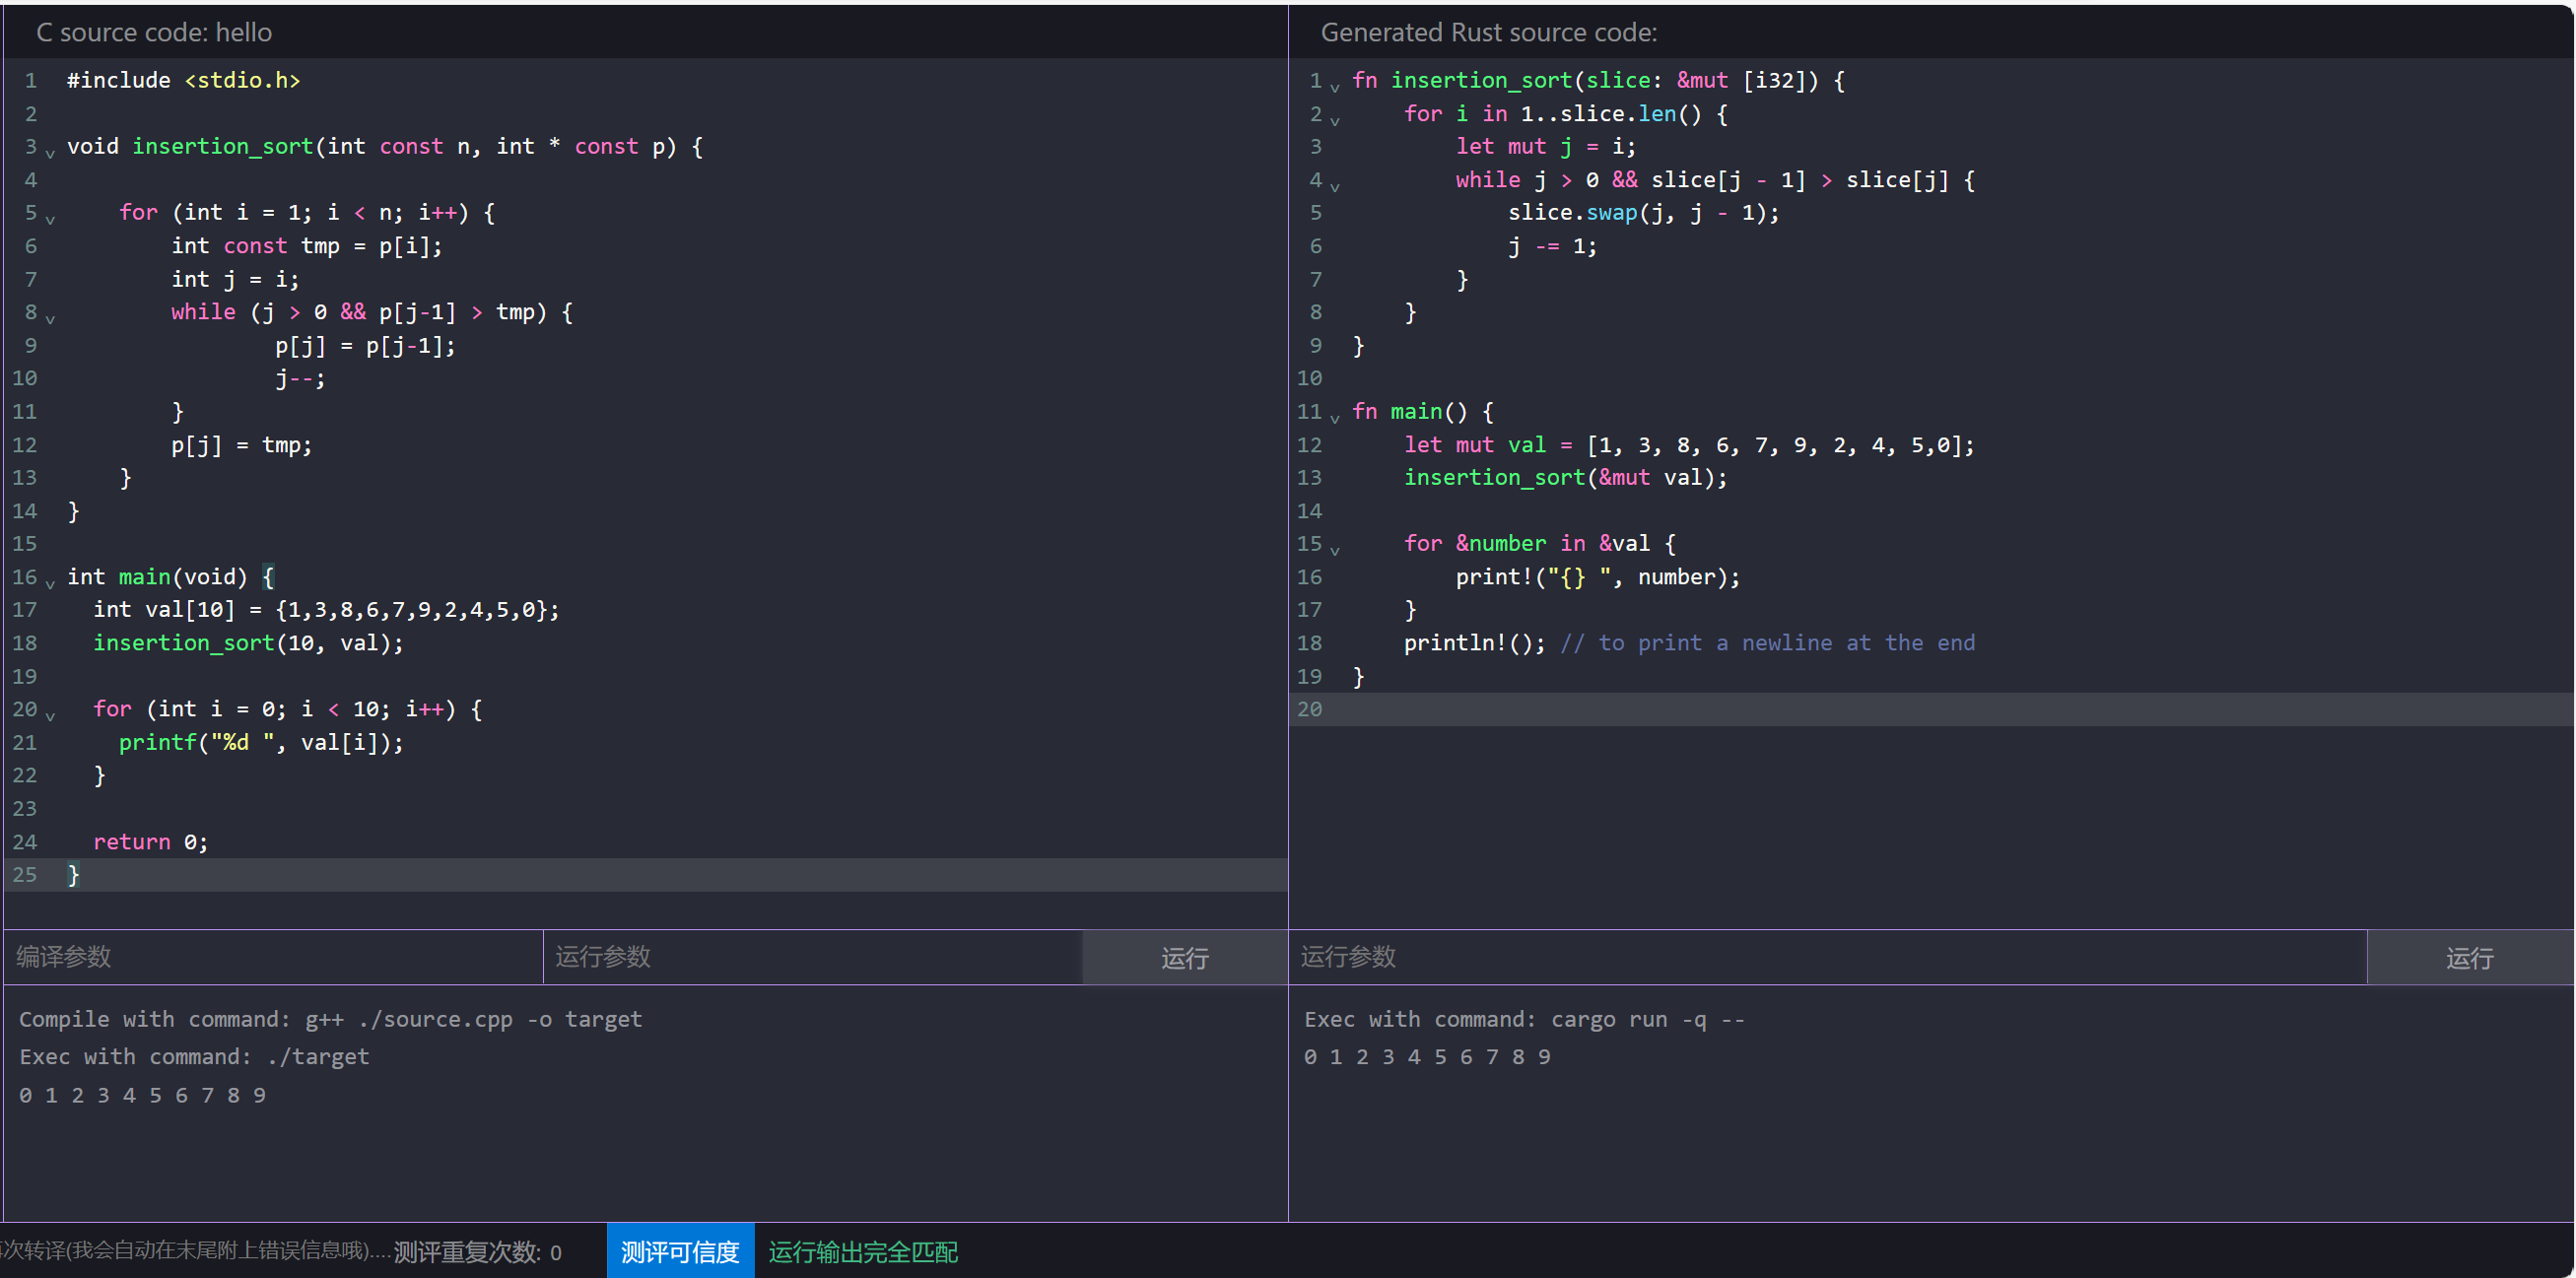 C source code: hello
1 #include <stdio.h>
2
3 void insertion_sort(int const n, int * const p) {
4
5     for (int i = 1; i < n; i++) {
6         int const tmp = p[i];
7         int j = i;
8         while (j > 0 && p[j-1] > tmp) {
9                 p[j] = p[j-1];
10                 j--;
11         }
12         p[j] = tmp;
13     }
14 }
15
16 int main(void) {
17   int val[10] = {1,3,8,6,7,9,2,4,5,0};
18   insertion_sort(10, val);
19
20   for (int i = 0; i < 10; i++) {
21     printf("%d ", val[i]);
22   }
23
24   return 0;
25 }
编译参数
运行参数
运行
Compile with command: g++ ./source.cpp -o target
Exec with command: ./target
0 1 2 3 4 5 6 7 8 9
Generated Rust source code:
1 fn insertion_sort(slice: &mut [i32]) {
2     for i in 1..slice.len() {
3         let mut j = i;
4         while j > 0 && slice[j - 1] > slice[j] {
5             slice.swap(j, j - 1);
6             j -= 1;
7         }
8     }
9 }
10
11 fn main() {
12     let mut val = [1, 3, 8, 6, 7, 9, 2, 4, 5,0];
13     insertion_sort(&mut val);
14
15     for &number in &val {
16         print!("{} ", number);
17     }
18     println!(); // to print a newline at the end
19 }
20
运行参数
运行
Exec with command: cargo run -q --
0 1 2 3 4 5 6 7 8 9
次转译(我会自动在末尾附上错误信息哦)....测评重复次数: 0
测评可信度
运行输出完全匹配